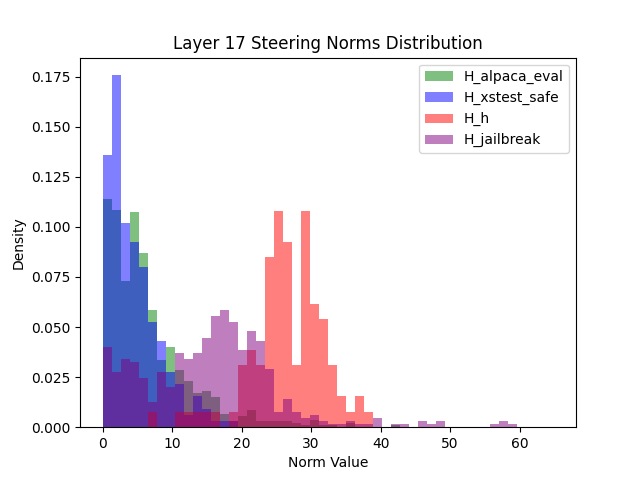 Layer 17 Steering Norms Distribution
H_alpaca_eval
H_xstest_safe
H_h
H_jailbreak
0.175
0.150
0.125
0.100
0.075
0.050
0.025
0.000
Density
0 10 20 30 40 50 60
Norm Value